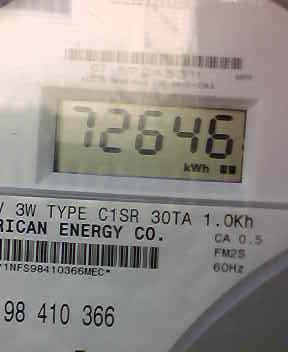 72646
kWh
V 3W TYPE C1SR 30TA 1.0Kh
RICAN ENERGY CO.
CA 0.5
FM2S
60Hz
*1NFS98410366MEC*
98 410 366